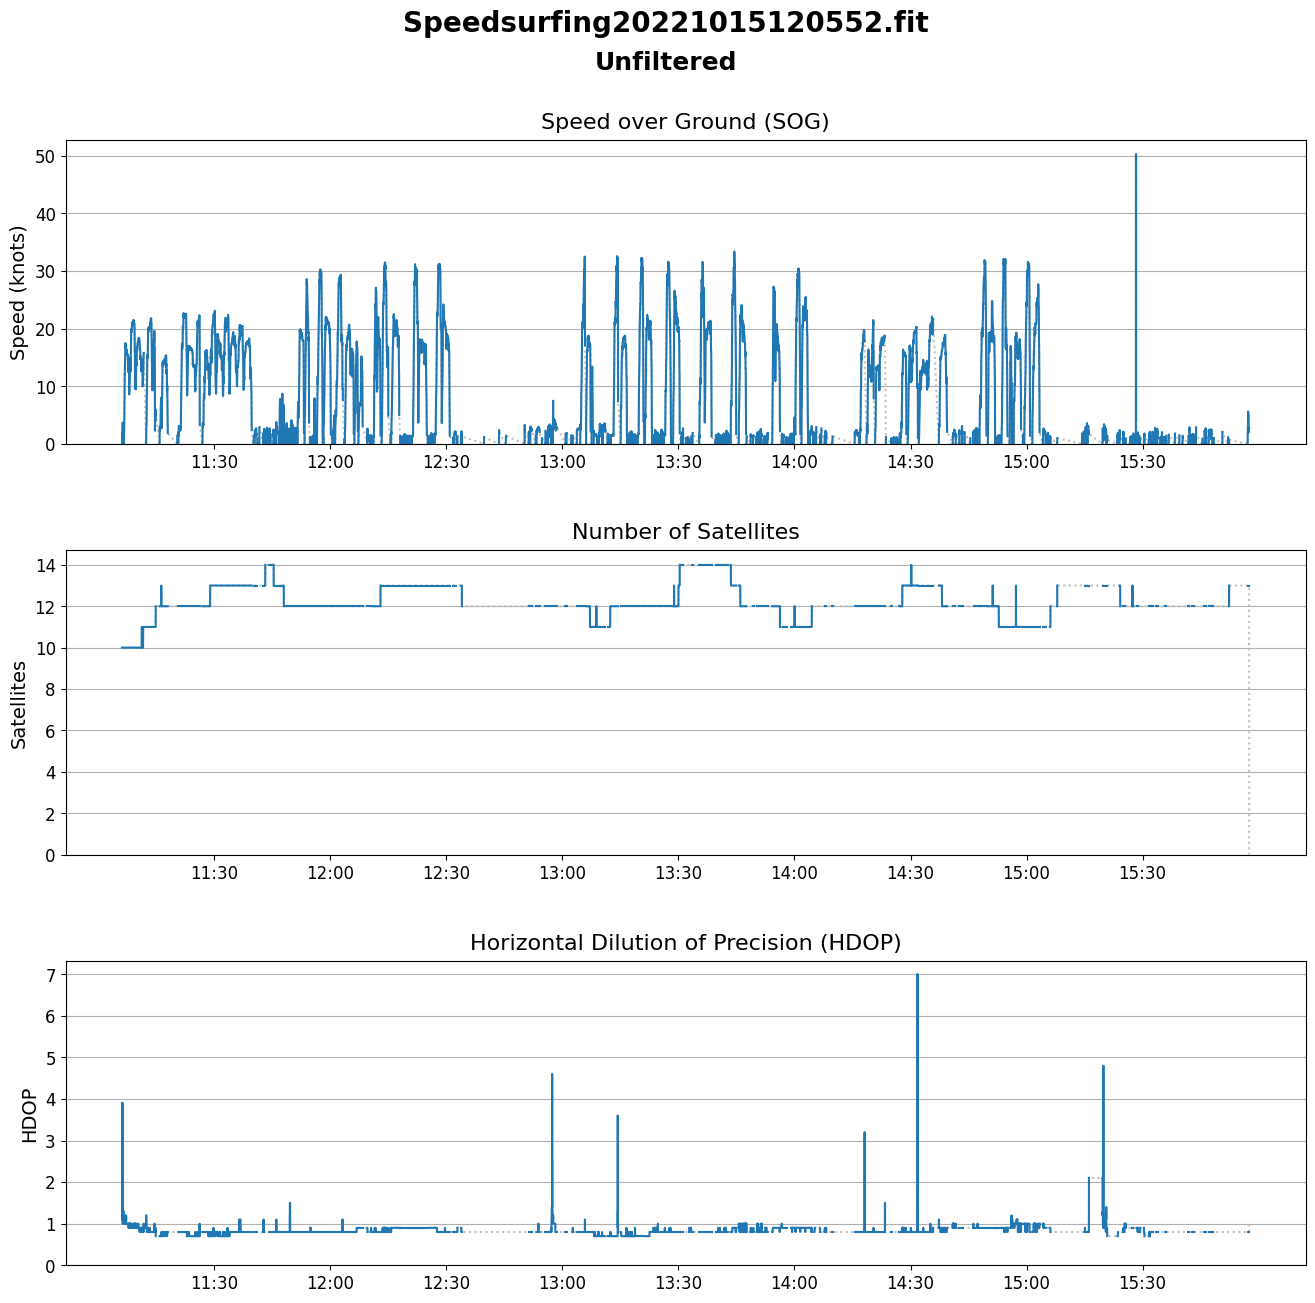 Speedsurfing20221015120552.fit
Unfiltered
Speed over Ground (SOG)
Speed (knots)
50
40
30
20
10
0
11:30 12:00 12:30 13:00 13:30 14:00 14:30 15:00 15:30
Number of Satellites
Satellites
14
12
10
8
6
4
2
0
11:30 12:00 12:30 13:00 13:30 14:00 14:30 15:00 15:30
Horizontal Dilution of Precision (HDOP)
HDOP
7
6
5
4
3
2
1
0
11:30 12:00 12:30 13:00 13:30 14:00 14:30 15:00 15:30